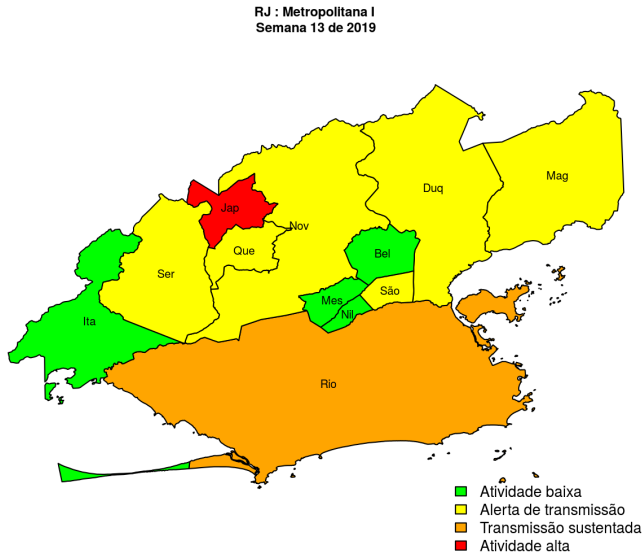 RJ : Metropolitana I
Semana 13 de 2019
Mag
Duq
Jap
Nov
Que
Bel
Ser
São
Mes
Nil
Ita
Rio
Atividade baixa
Alerta de transmissão
Transmissão sustentada
Atividade alta